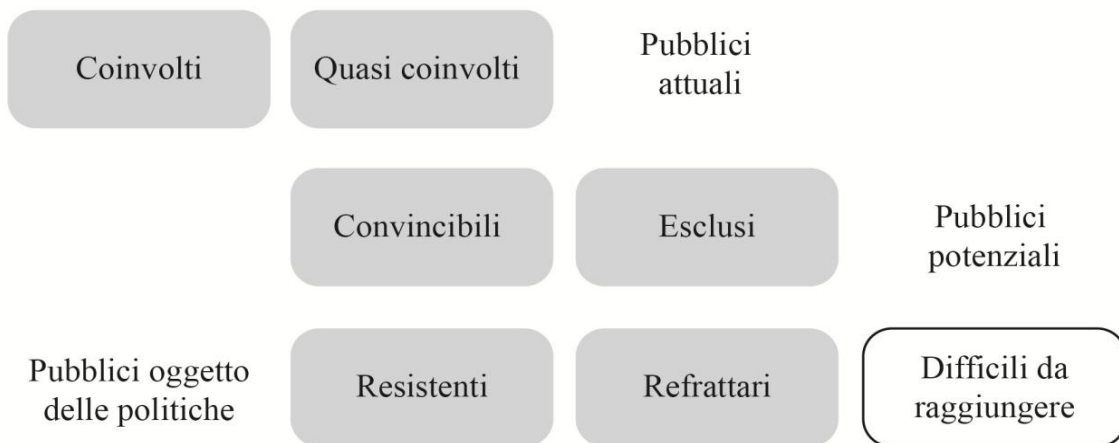 Coinvolti
Quasi coinvolti
Pubblici
attuali
Convincibili
Esclusi
Pubblici
potenziali
Pubblici oggetto
delle politiche
Resistenti
Refrattari
Difficili da
raggiungere